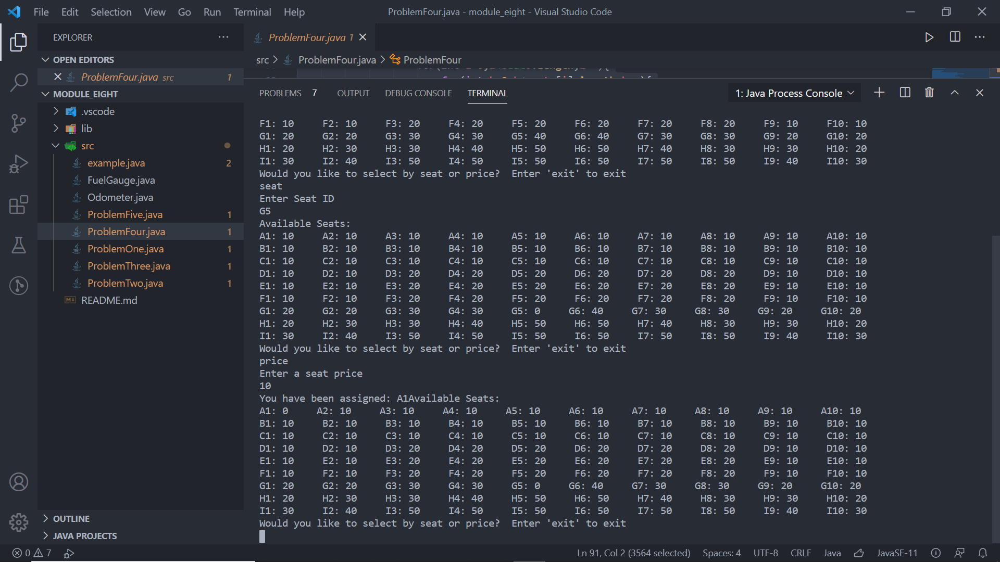 File Edit Selection View Go Run Terminal Help ProblemFour.java - module_eight - Visual Studio Code
EXPLORER
OPEN EDITORS
ProblemFour.java src 1
MODULE_EIGHT
.vscode
lib
src
example.java 2
FuelGauge.java
Odometer.java
ProblemFive.java 1
ProblemFour.java 1
ProblemOne.java 1
ProblemThree.java 1
ProblemTwo.java 1
README.md
OUTLINE
JAVA PROJECTS
ProblemFour.java 1
src > ProblemFour.java > ProblemFour
PROBLEMS 7 OUTPUT DEBUG CONSOLE TERMINAL 1: Java Process Console
F1: 10 F2: 10 F3: 20 F4: 20 F5: 20 F6: 20 F7: 20 F8: 20 F9: 10 F10: 10
G1: 20 G2: 20 G3: 30 G4: 30 G5: 40 G6: 40 G7: 30 G8: 30 G9: 20 G10: 20
H1: 20 H2: 30 H3: 30 H4: 40 H5: 50 H6: 50 H7: 40 H8: 30 H9: 30 H10: 20
I1: 30 I2: 40 I3: 50 I4: 50 I5: 50 I6: 50 I7: 50 I8: 50 I9: 40 I10: 30
Would you like to select by seat or price?  Enter 'exit' to exit
seat
Enter Seat ID
G5
Available Seats:
A1: 10 A2: 10 A3: 10 A4: 10 A5: 10 A6: 10 A7: 10 A8: 10 A9: 10 A10: 10
B1: 10 B2: 10 B3: 10 B4: 10 B5: 10 B6: 10 B7: 10 B8: 10 B9: 10 B10: 10
C1: 10 C2: 10 C3: 10 C4: 10 C5: 10 C6: 10 C7: 10 C8: 10 C9: 10 C10: 10
D1: 10 D2: 10 D3: 20 D4: 20 D5: 20 D6: 20 D7: 20 D8: 20 D9: 10 D10: 10
E1: 10 E2: 10 E3: 20 E4: 20 E5: 20 E6: 20 E7: 20 E8: 20 E9: 10 E10: 10
F1: 10 F2: 10 F3: 20 F4: 20 F5: 20 F6: 20 F7: 20 F8: 20 F9: 10 F10: 10
G1: 20 G2: 20 G3: 30 G4: 30 G5: 0 G6: 40 G7: 30 G8: 30 G9: 20 G10: 20
H1: 20 H2: 30 H3: 30 H4: 40 H5: 50 H6: 50 H7: 40 H8: 30 H9: 30 H10: 20
I1: 30 I2: 40 I3: 50 I4: 50 I5: 50 I6: 50 I7: 50 I8: 50 I9: 40 I10: 30
Would you like to select by seat or price?  Enter 'exit' to exit
price
Enter a seat price
10
You have been assigned: A1Available Seats:
A1: 0 A2: 10 A3: 10 A4: 10 A5: 10 A6: 10 A7: 10 A8: 10 A9: 10 A10: 10
B1: 10 B2: 10 B3: 10 B4: 10 B5: 10 B6: 10 B7: 10 B8: 10 B9: 10 B10: 10
C1: 10 C2: 10 C3: 10 C4: 10 C5: 10 C6: 10 C7: 10 C8: 10 C9: 10 C10: 10
D1: 10 D2: 10 D3: 20 D4: 20 D5: 20 D6: 20 D7: 20 D8: 20 D9: 10 D10: 10
E1: 10 E2: 10 E3: 20 E4: 20 E5: 20 E6: 20 E7: 20 E8: 20 E9: 10 E10: 10
F1: 10 F2: 10 F3: 20 F4: 20 F5: 20 F6: 20 F7: 20 F8: 20 F9: 10 F10: 10
G1: 20 G2: 20 G3: 30 G4: 30 G5: 0 G6: 40 G7: 30 G8: 30 G9: 20 G10: 20
H1: 20 H2: 30 H3: 30 H4: 40 H5: 50 H6: 50 H7: 40 H8: 30 H9: 30 H10: 20
I1: 30 I2: 40 I3: 50 I4: 50 I5: 50 I6: 50 I7: 50 I8: 50 I9: 40 I10: 30
Would you like to select by seat or price?  Enter 'exit' to exit
0 7 Ln 91, Col 2 (3564 selected) Spaces: 4 UTF-8 CRLF Java JavaSE-11